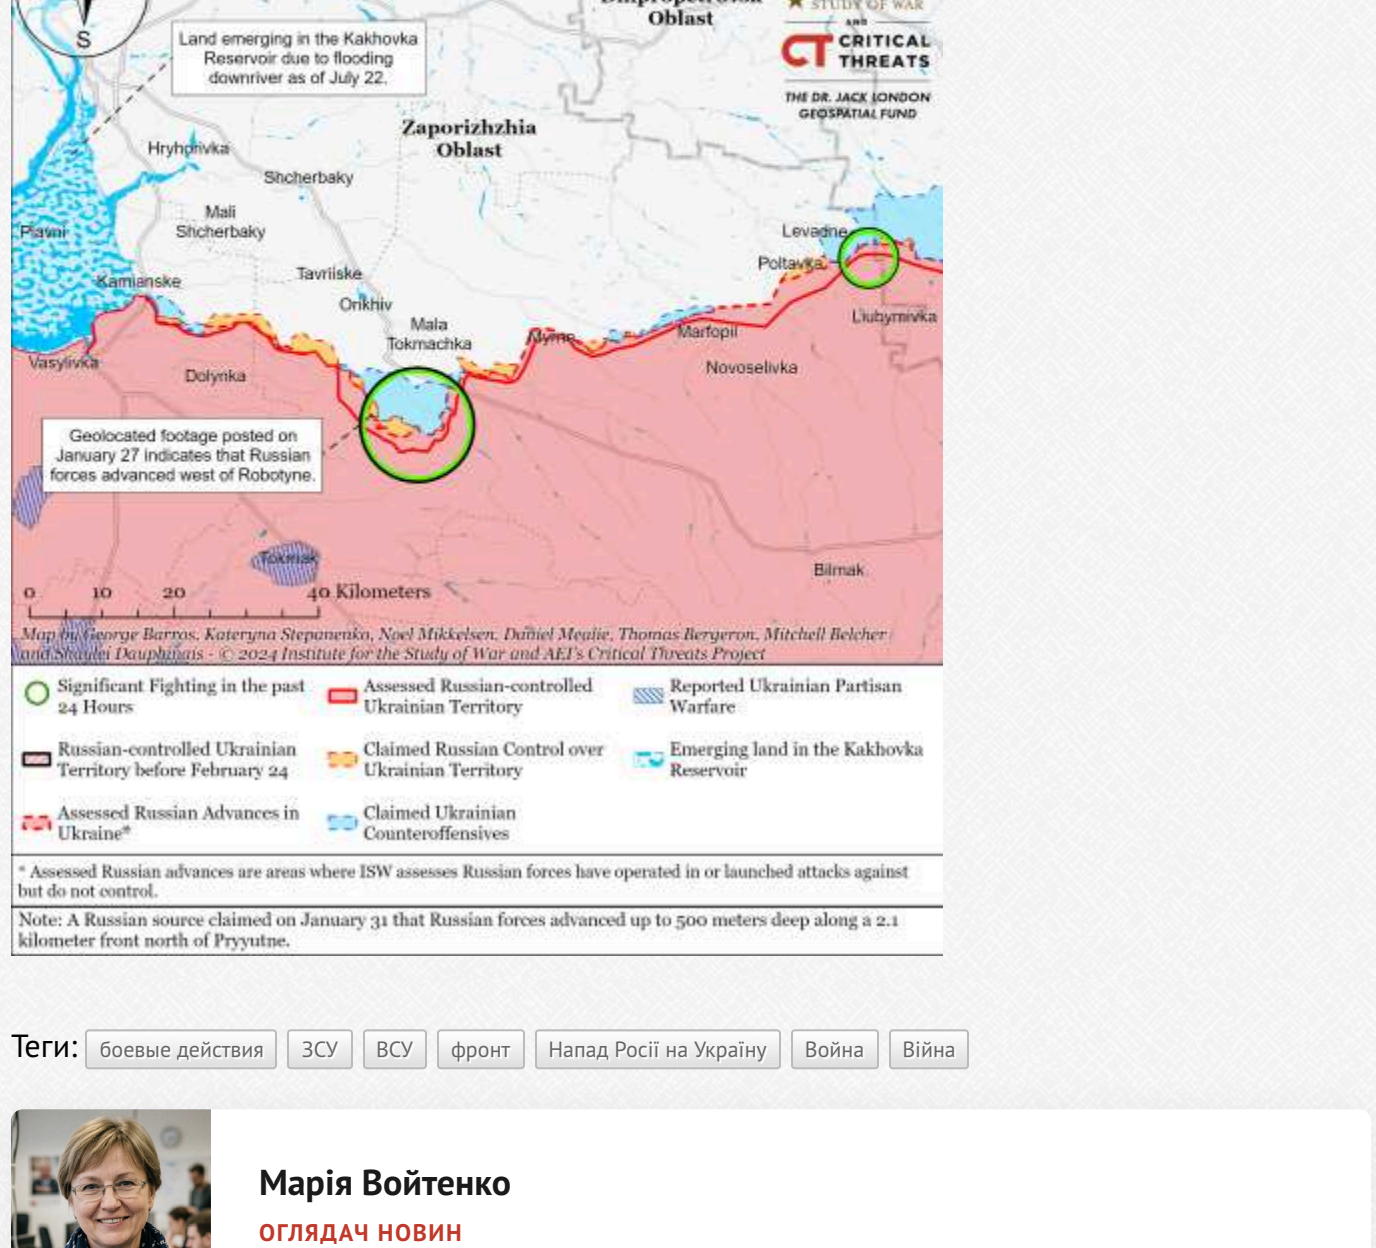 Oblast
STUDY OF WAR
AND
CT CRITICAL
THREATS
THE DR. JACK LONDON
GEOSPATIAL FUND
S
Land emerging in the Kakhovka
Reservoir due to flooding
downriver as of July 22.
Zaporizhzhia
Oblast
Hryhorivka
Shcherbaky
Mali
Shcherbaky
Plavni
Levadne
Poltavka
Kamianske
Tavriiske
Orikhiv
Liubymivka
Mala
Tokmachka
Myrne
Marfopil
Vasylivka
Dolynka
Novoselivka
Geolocated footage posted on
January 27 indicates that Russian
forces advanced west of Robotyne.
Tokmak
Bilmak
0 10 20 40 Kilometers
Map by George Barros, Kateryna Stepanenko, Noel Mikkelsen, Daniel Mealie, Thomas Bergeron, Mitchell Belcher
and Shaylei Dauphinais - © 2024 Institute for the Study of War and AEI's Critical Threats Project
Significant Fighting in the past
24 Hours
Assessed Russian-controlled
Ukrainian Territory
Reported Ukrainian Partisan
Warfare
Russian-controlled Ukrainian
Territory before February 24
Claimed Russian Control over
Ukrainian Territory
Emerging land in the Kakhovka
Reservoir
Assessed Russian Advances in
Ukraine*
Claimed Ukrainian
Counteroffensives
* Assessed Russian advances are areas where ISW assesses Russian forces have operated in or launched attacks against
but do not control.
Note: A Russian source claimed on January 31 that Russian forces advanced up to 500 meters deep along a 2.1
kilometer front north of Pryyutne.
Теги: боевые действия ЗСУ ВСУ фронт Напад Росії на Україну Война Війна
Марія Войтенко
ОГЛЯДАЧ НОВИН